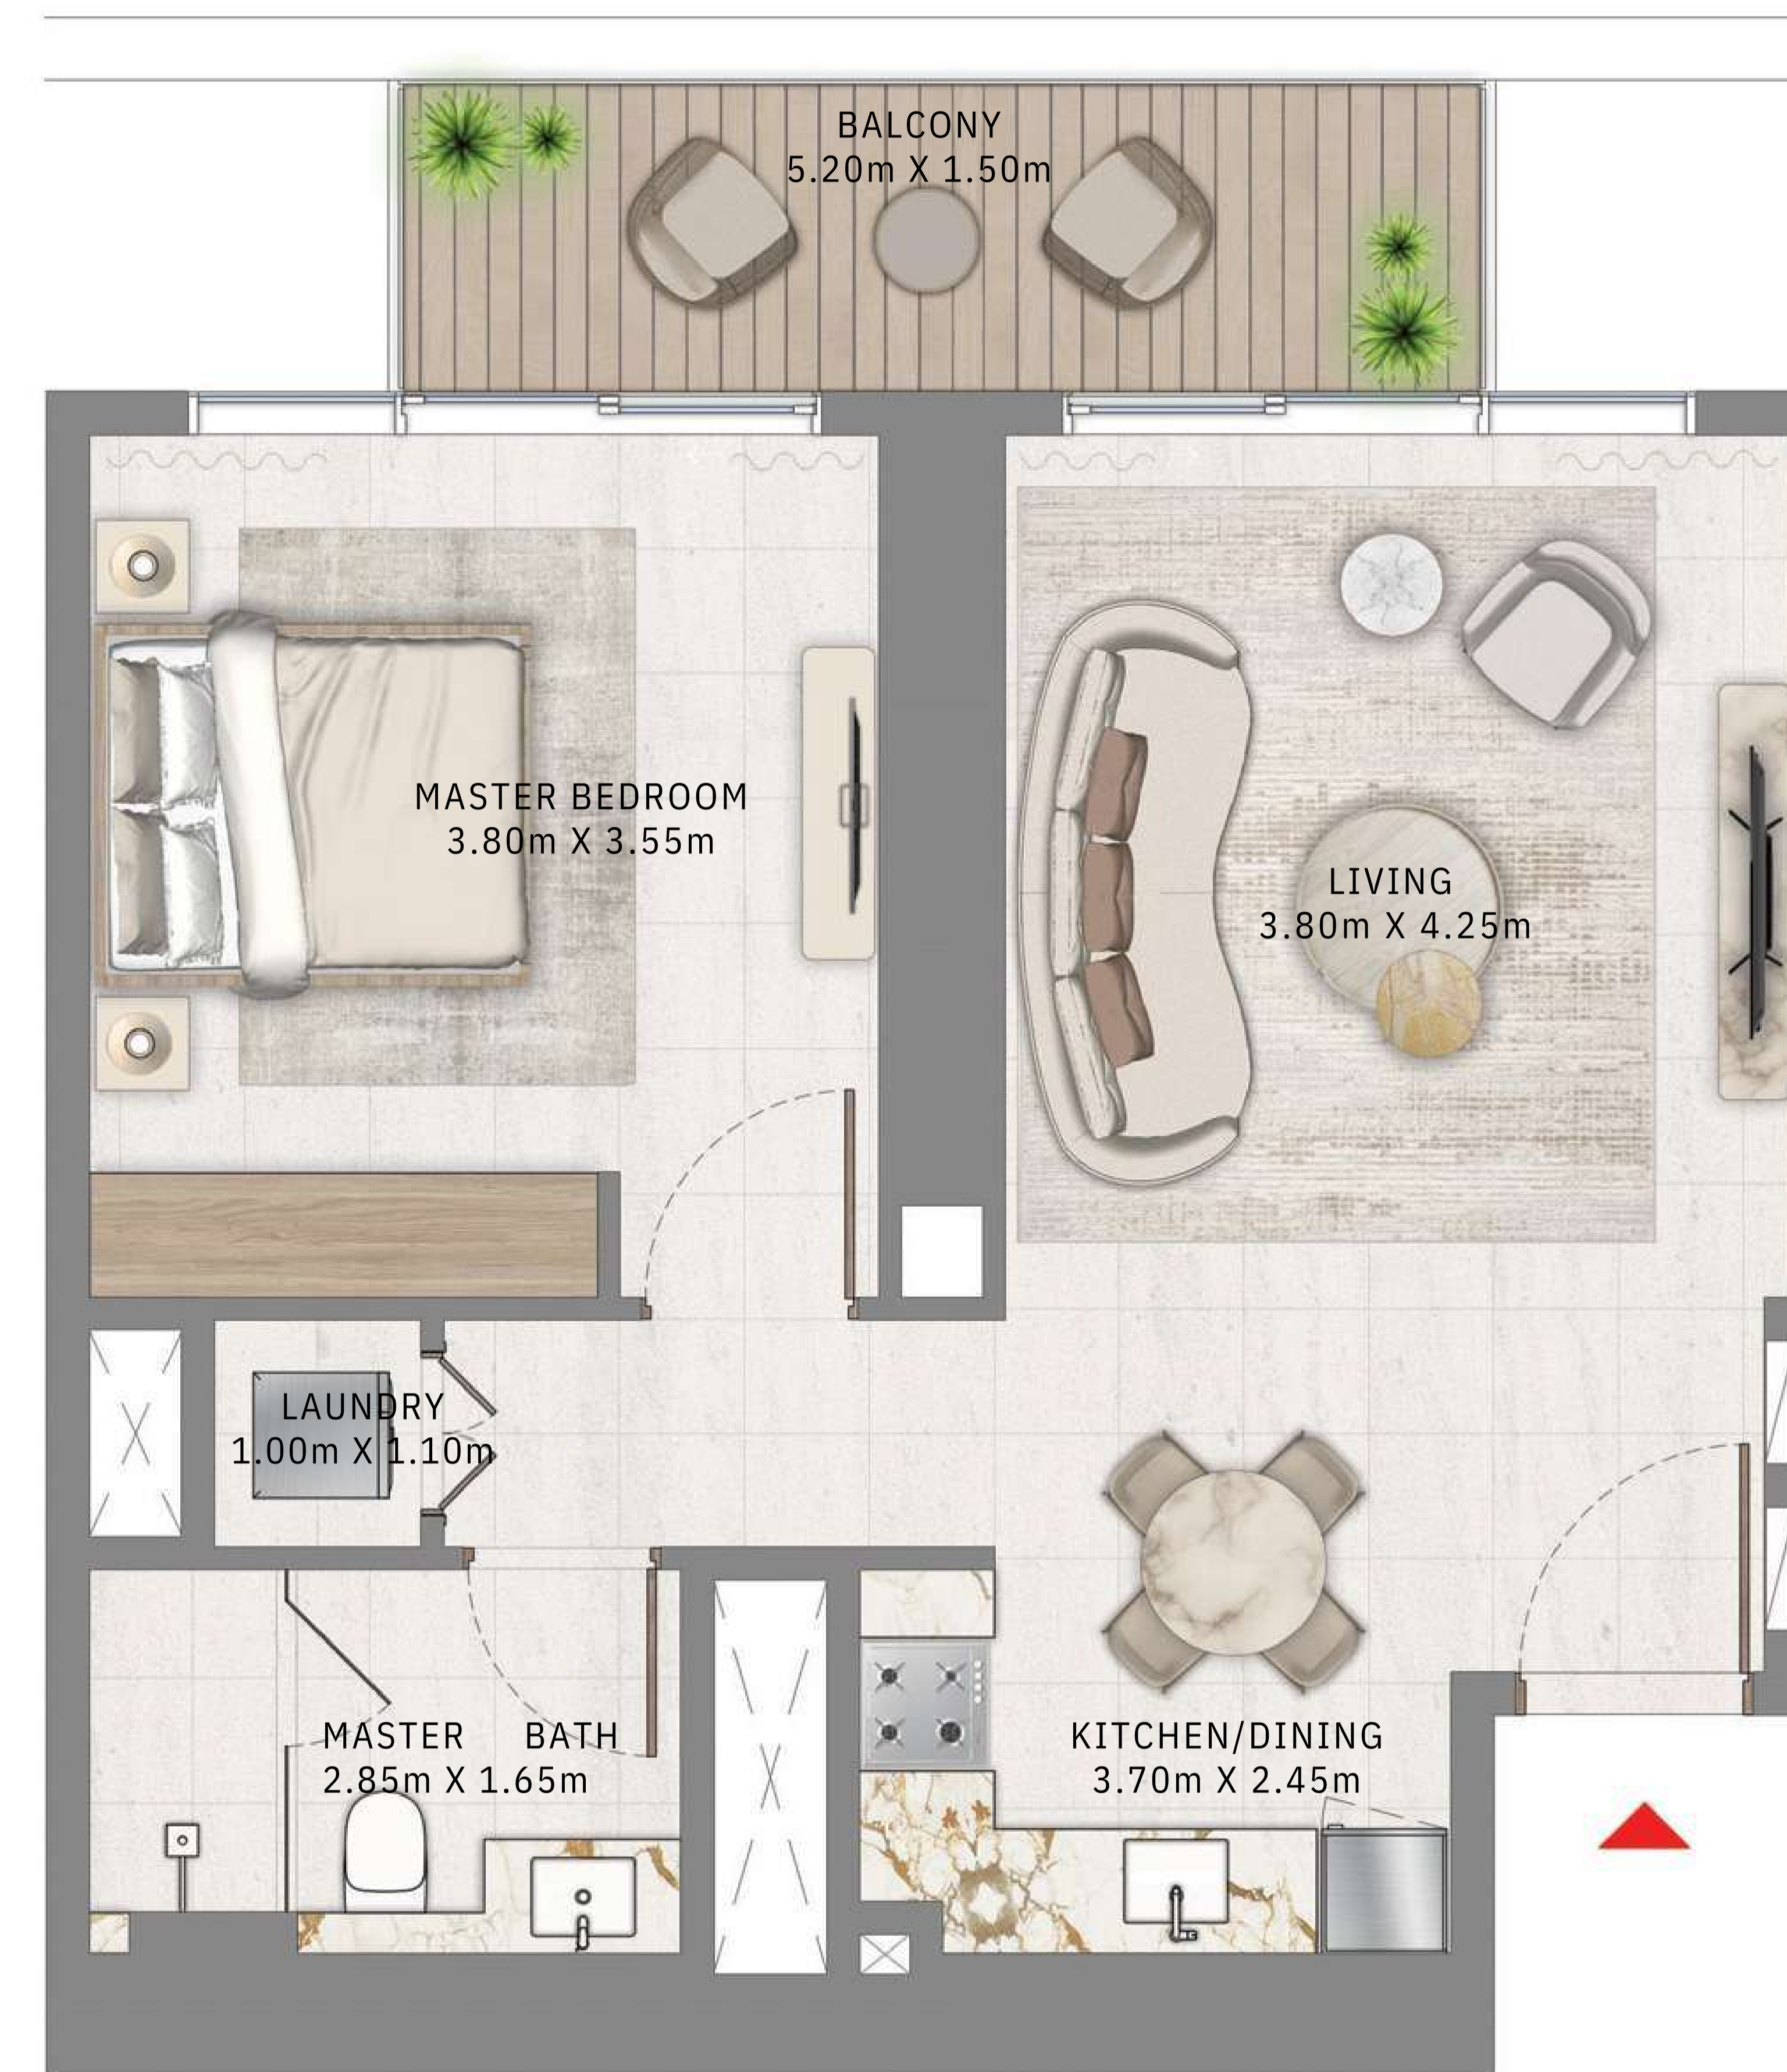 BALCONY
5.20m X 1.50m
MASTER BEDROOM
3.80m X 3.55m
LIVING
3.80m X 4.25m
LAUNDRY
1.00m X 1.10m
MASTER BATH
2.85m X 1.65m
KITCHEN/DINING
3.70m X 2.45m